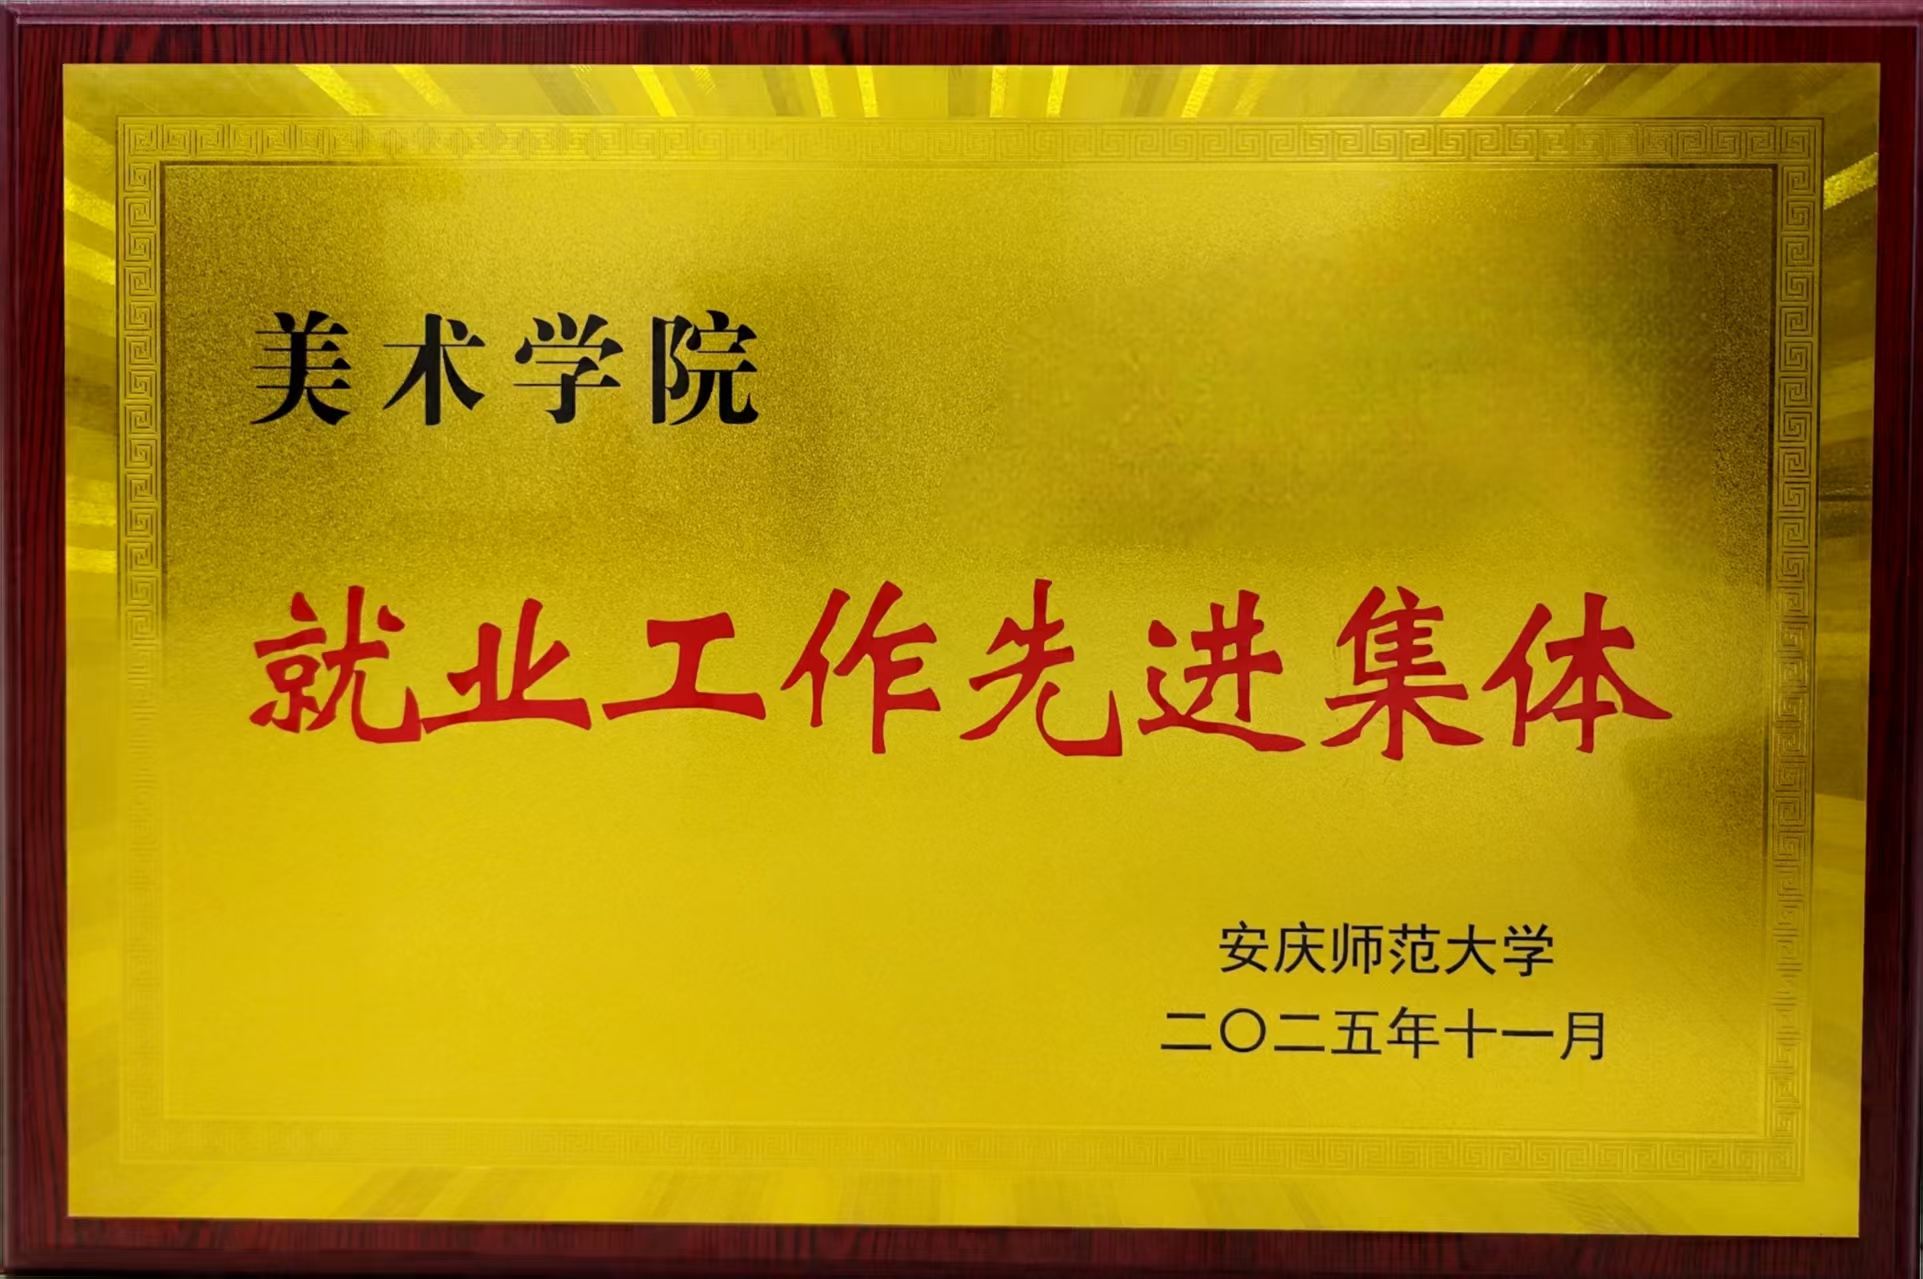 美术学院
就业工作先进集体
安庆师范大学
二〇二五年十一月